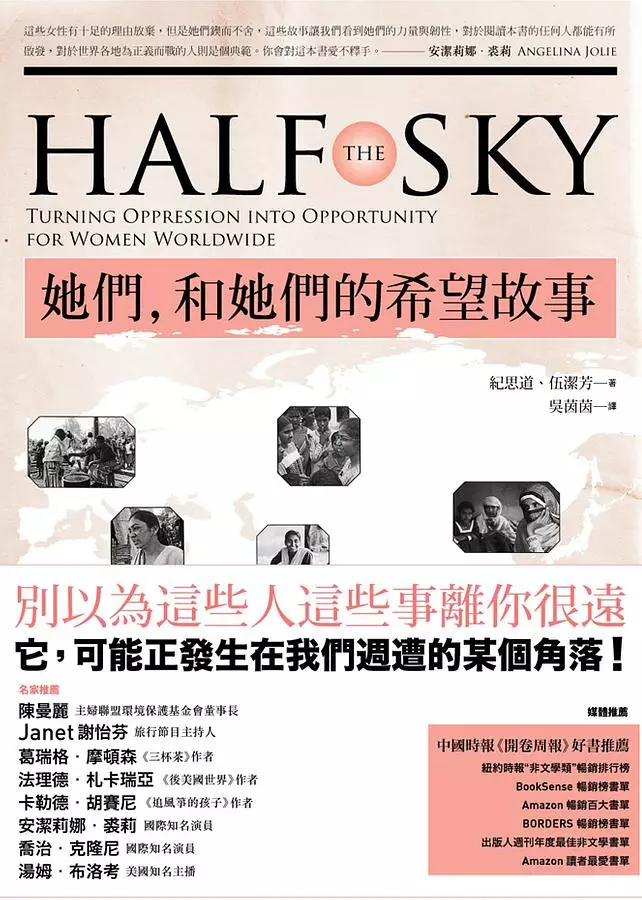 這些女性有十足的理由放棄，但是她們鍥而不舍，這些故事讓我們看到她們的力量與韌性，對於閱讀本書的任何人都能有所
啟發，對於世界各地為正義而戰的人則是個典範。你會對這本書愛不釋手。——— 安潔莉娜．裘莉 ANGELINA JOLIE
HALF THE SKY
TURNING OPPRESSION INTO OPPORTUNITY
FOR WOMEN WORLDWIDE
她們，和她們的希望故事
紀思道、伍潔芳—著
吳茵茵—譯
別以為這些人這些事離你很遠
它，可能正發生在我們週遭的某個角落！
名家推薦
陳曼麗 主婦聯盟環境保護基金會董事長
Janet 謝怡芬 旅行節目主持人
葛瑞格．摩頓森《三杯茶》作者
法理德．札卡瑞亞《後美國世界》作者
卡勒德．胡賽尼《追風箏的孩子》作者
安潔莉娜．裘莉 國際知名演員
喬治．克隆尼 國際知名演員
湯姆．布洛考 美國知名主播
媒體推薦
中國時報《開卷周報》好書推薦
紐約時報“非文學類”暢銷排行榜
BookSense 暢銷榜書單
Amazon 暢銷百大書單
BORDERS 暢銷榜書單
出版人週刊年度最佳非文學書單
Amazon 讀者最愛書單